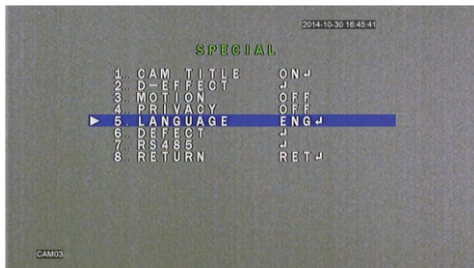 2014-10-30 16:45:41
SPECIAL
1. CAM TITLE ON↲
2. D-EFFECT ↲
3. MOTION OFF
4. PRIVACY OFF
5. LANGUAGE ENG↲
6. DEFECT ↲
7. RS485 ↲
8. RETURN RET↲
CAM03